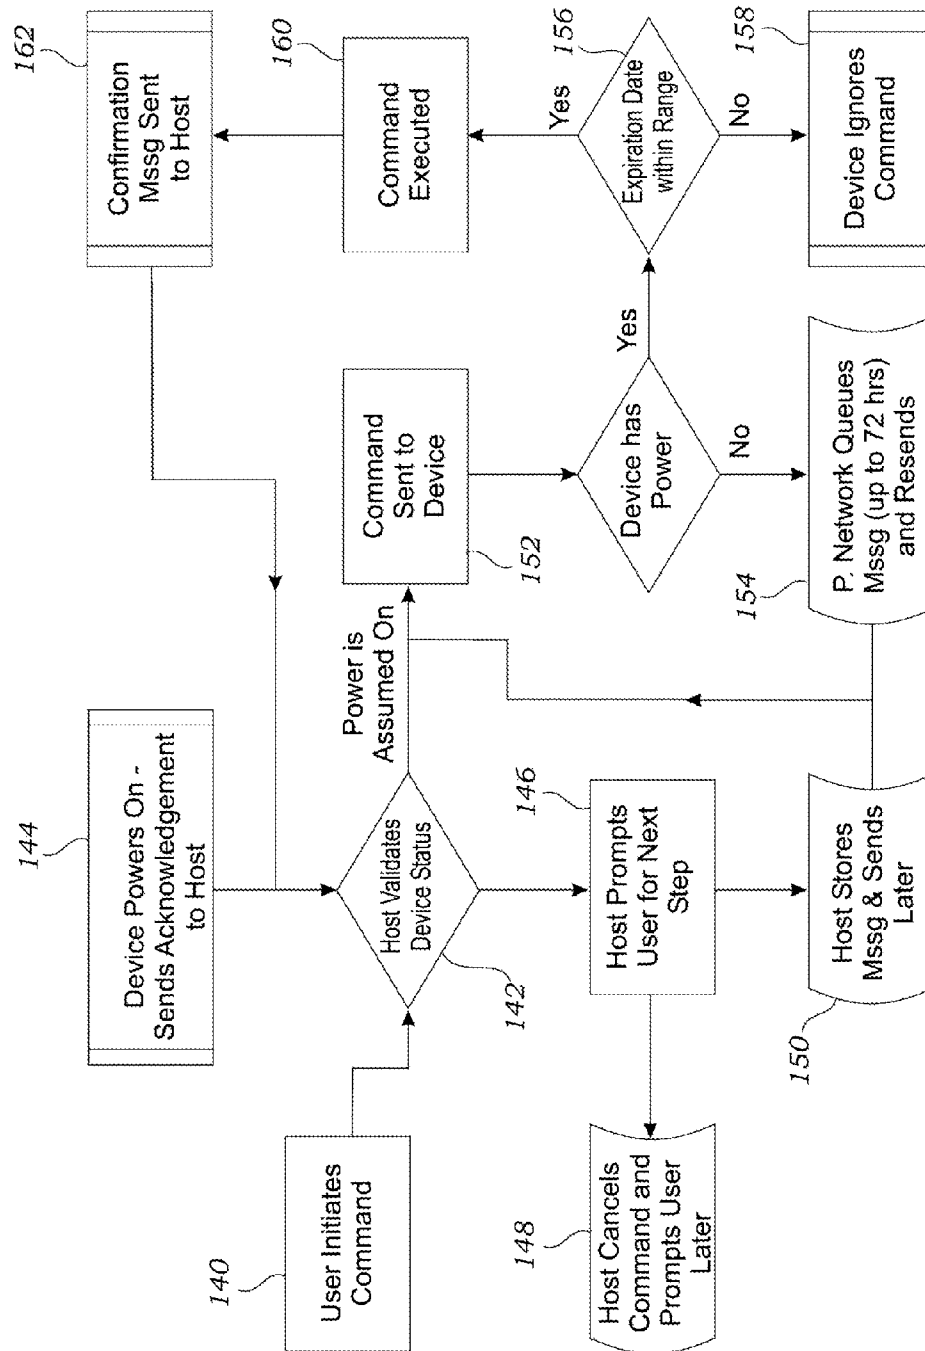 144
Device Powers On -
Sends Acknowledgement
to Host
162
Confirmation
Mssg Sent
to Host
140
User Initiates
Command
Host Validates
Device Status
142
Power is
Assumed On
Command
Sent to
Device
152
Command
Executed
160
Yes
148
Host Cancels
Command and
Prompts User
Later
Host Prompts
User for Next
Step
146
Device has
Power
Yes
Expiration Date
within Range
156
No
No
Host Stores
Mssg & Sends
Later
150
P. Network Queues
Mssg (up to 72 hrs)
and Resends
154
Device Ignores
Command
158